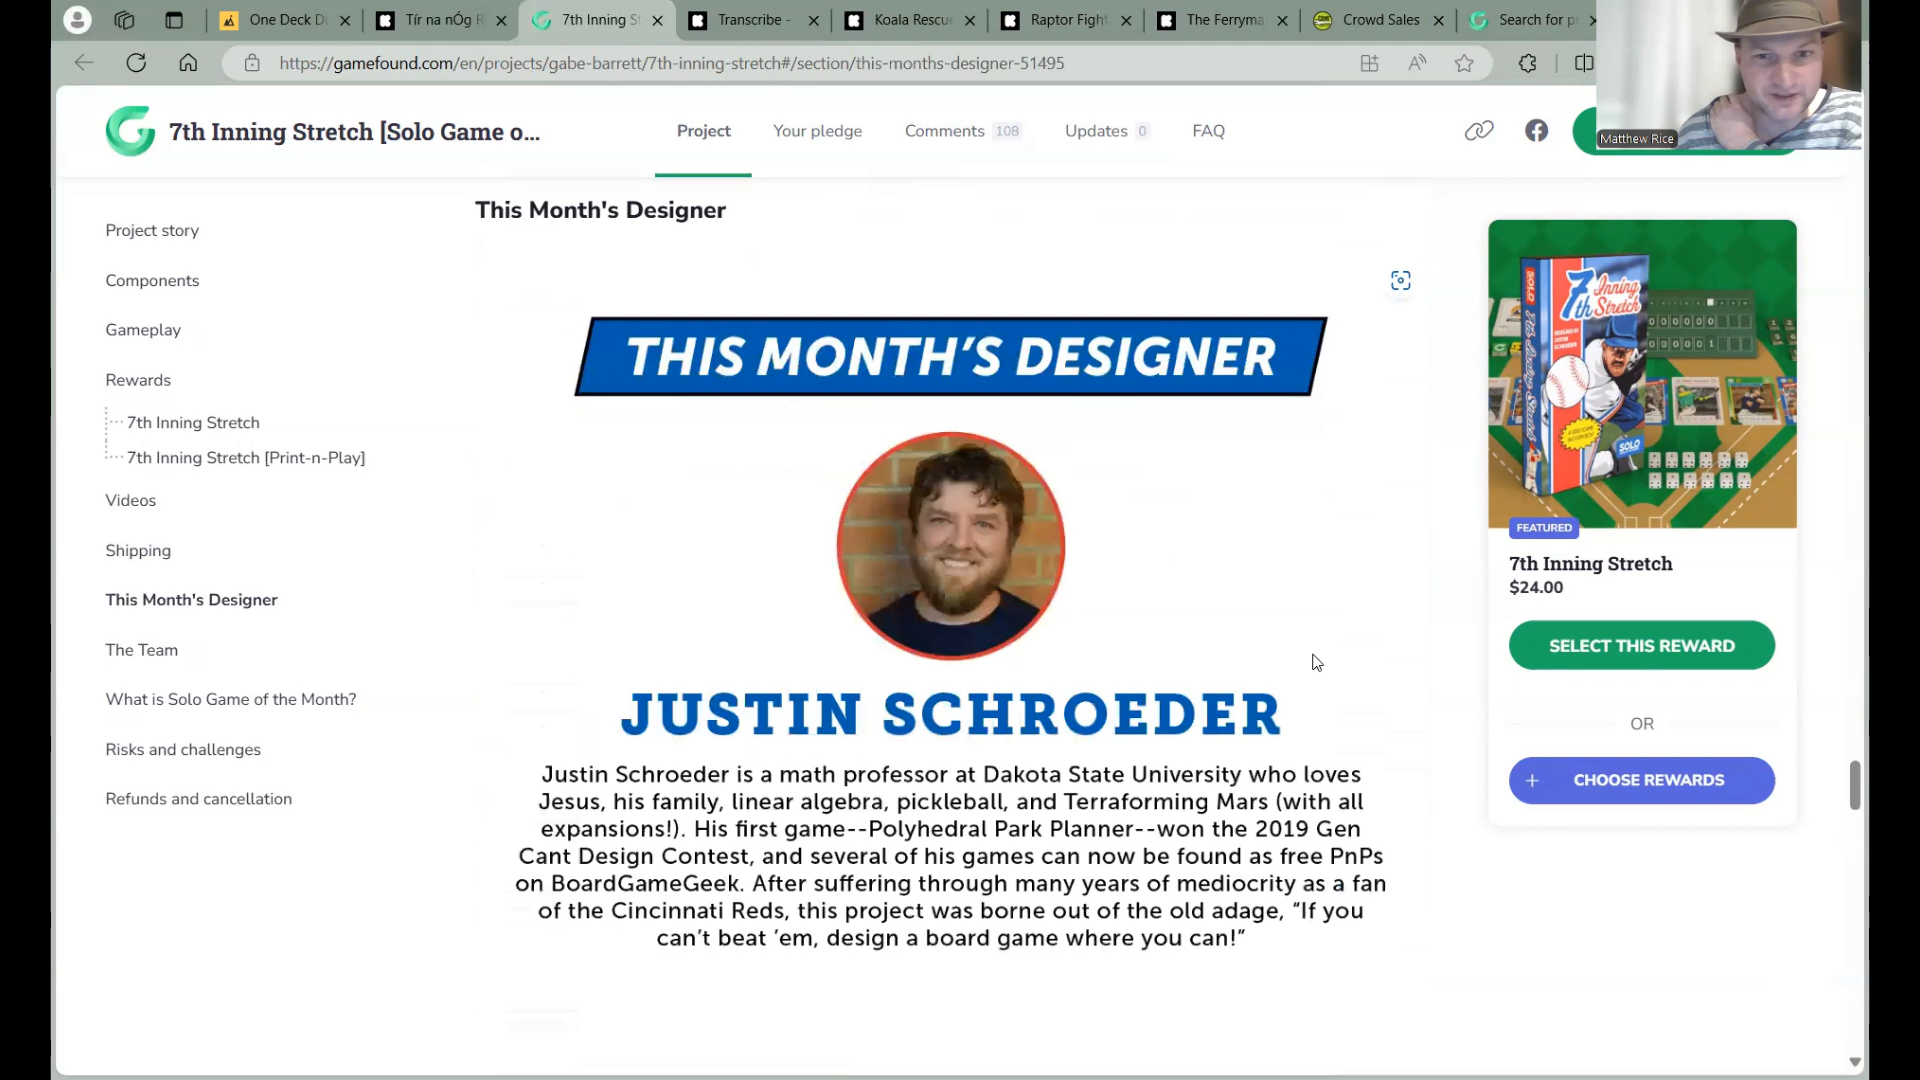 One Deck D
Tír na nÓg R
7th Inning S
Transcribe -
Koala Rescue
Raptor Fight
The Ferryma
Crowd Sales
Search for p
https://gamefound.com/en/projects/gabe-barrett/7th-inning-stretch#/section/this-months-designer-51495
Matthew Rice
7th Inning Stretch [Solo Game o...
Project
Your pledge
Comments 108
Updates 0
FAQ
Project story
Components
Gameplay
Rewards
7th Inning Stretch
7th Inning Stretch [Print-n-Play]
Videos
Shipping
This Month's Designer
The Team
What is Solo Game of the Month?
Risks and challenges
Refunds and cancellation
This Month's Designer
THIS MONTH'S DESIGNER
JUSTIN SCHROEDER
Justin Schroeder is a math professor at Dakota State University who loves
Jesus, his family, linear algebra, pickleball, and Terraforming Mars (with all
expansions!). His first game--Polyhedral Park Planner--won the 2019 Gen
Cant Design Contest, and several of his games can now be found as free PnPs
on BoardGameGeek. After suffering through many years of mediocrity as a fan
of the Cincinnati Reds, this project was borne out of the old adage, “If you
can’t beat ’em, design a board game where you can!”
SOLO
7th Inning Stretch
7th Inning Stretch
SOLO
FEATURED
7th Inning Stretch
$24.00
SELECT THIS REWARD
OR
+ CHOOSE REWARDS